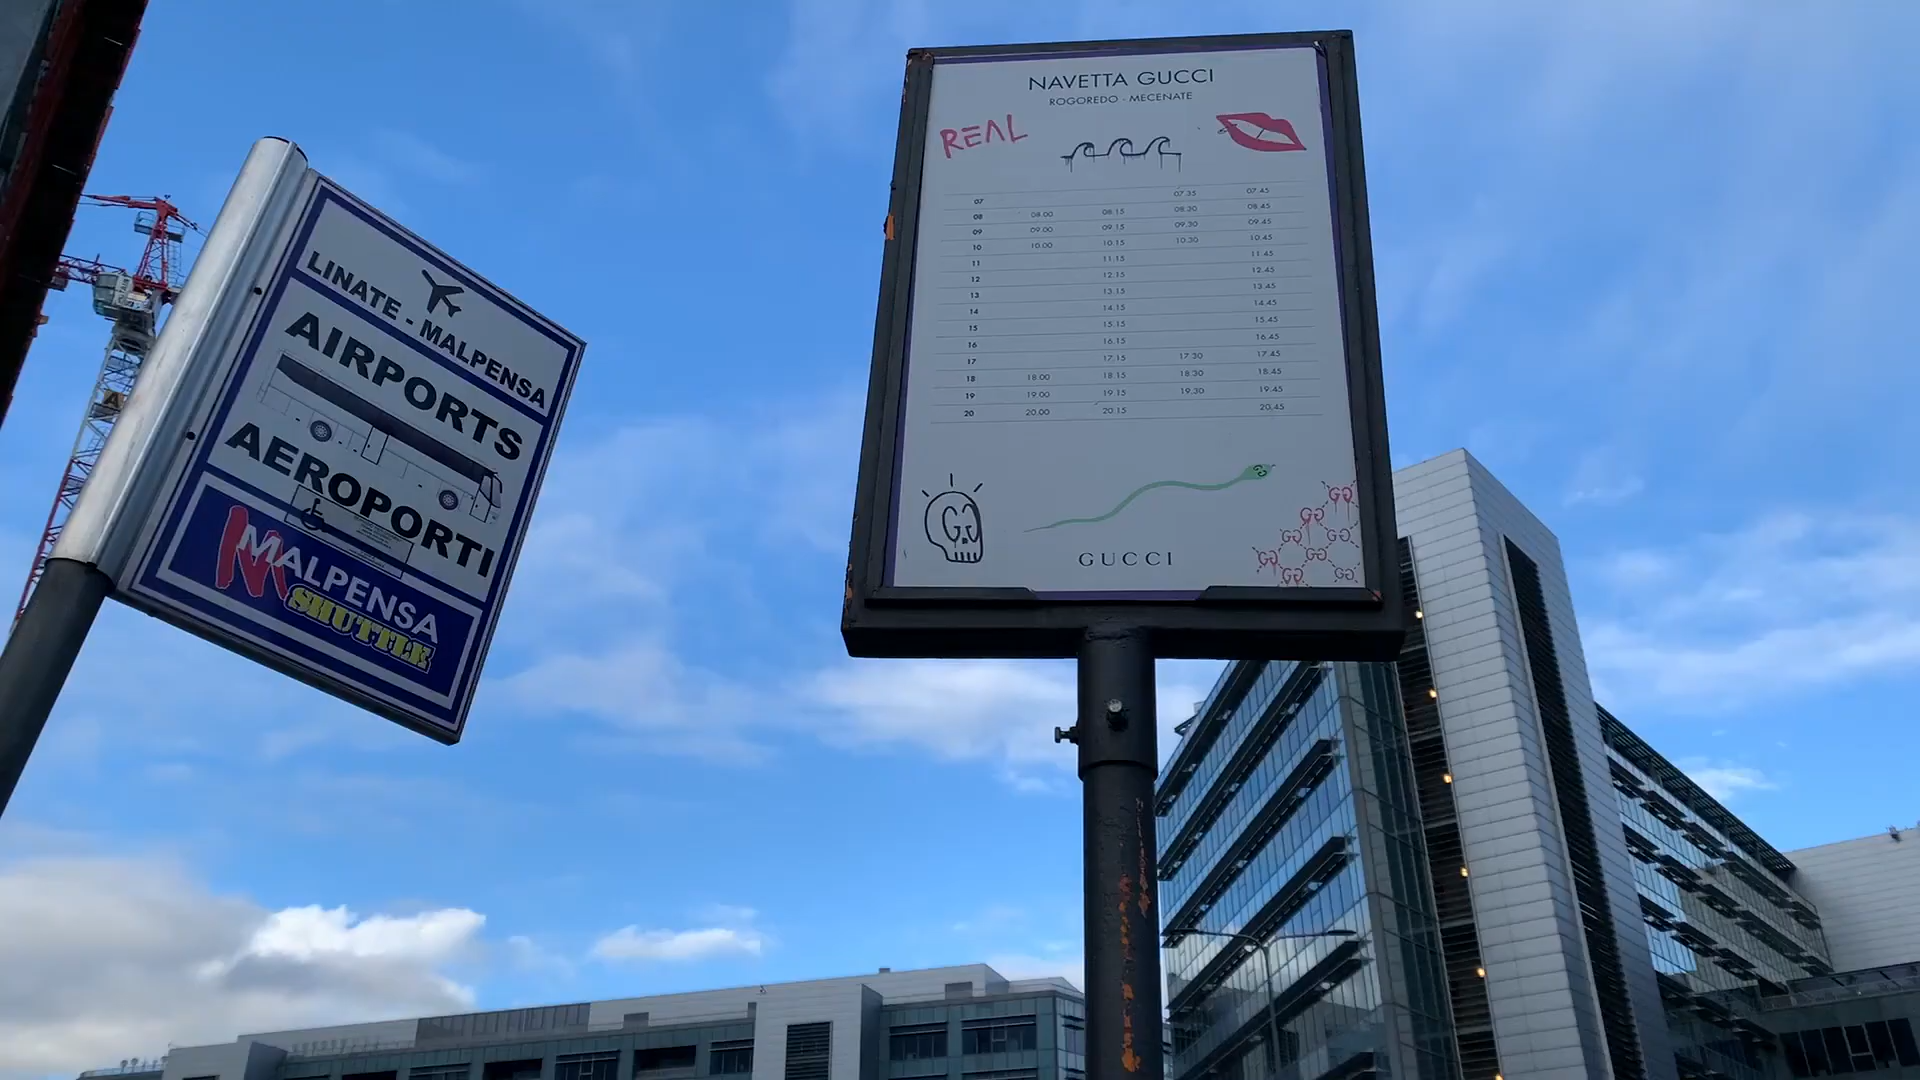 LINATE - MALPENSA
AIRPORTS
AEROPORTI
MALPENSA
SHUTTLE
NAVETTA GUCCI
ROGOREDO - MECENATE
REAL
07 07.35 07.45
08 08.00 08.15 08.30 08.45
09 09.00 09.15 09.30 09.45
10 10.00 10.15 10.30 10.45
11 11.15 11.45
12 12.15 12.45
13 13.15 13.45
14 14.15 14.45
15 15.15 15.45
16 16.15 16.45
17 17.15 17.30 17.45
18 18.00 18.15 18.30 18.45
19 19.00 19.15 19.30 19.45
20 20.00 20.15 20.45
GUCCI